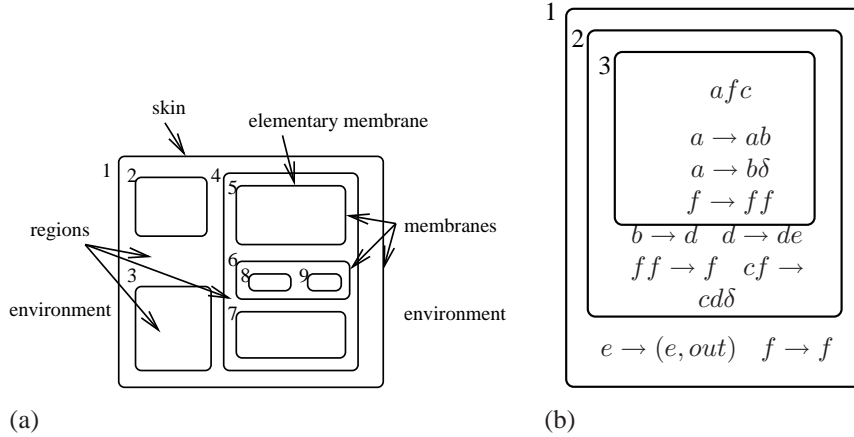 skin
elementary membrane
1
2
4
5
regions
membranes
6
8
9
3
environment
7
environment
(a)
1
2
3
afc
a → ab
a → bδ
f → ff
b → d d → de
ff → f cf →
cdδ
e → (e, out) f → f
(b)